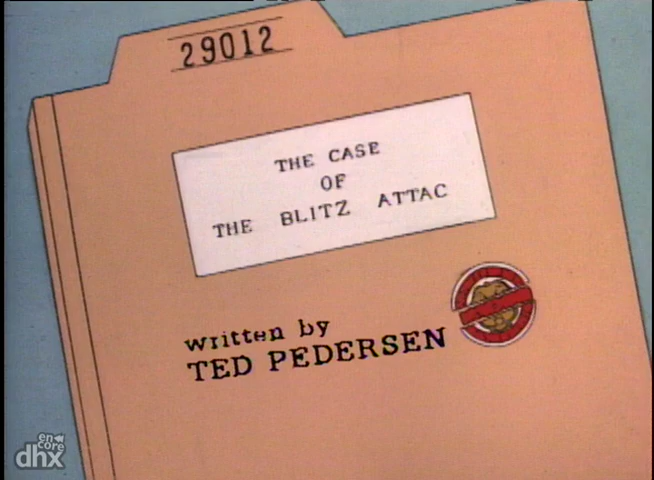 29012
THE CASE
OF
THE BLITZ ATTAC
written by
TED PEDERSEN
en
core
dhx